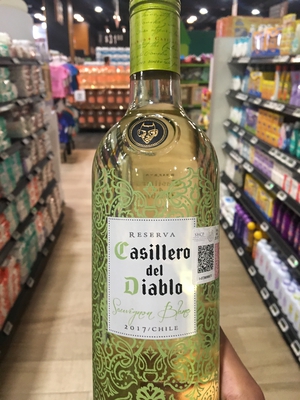 RESERVA
Casillero
del
Diablo
Sauvignon Blanc
2017/CHILE